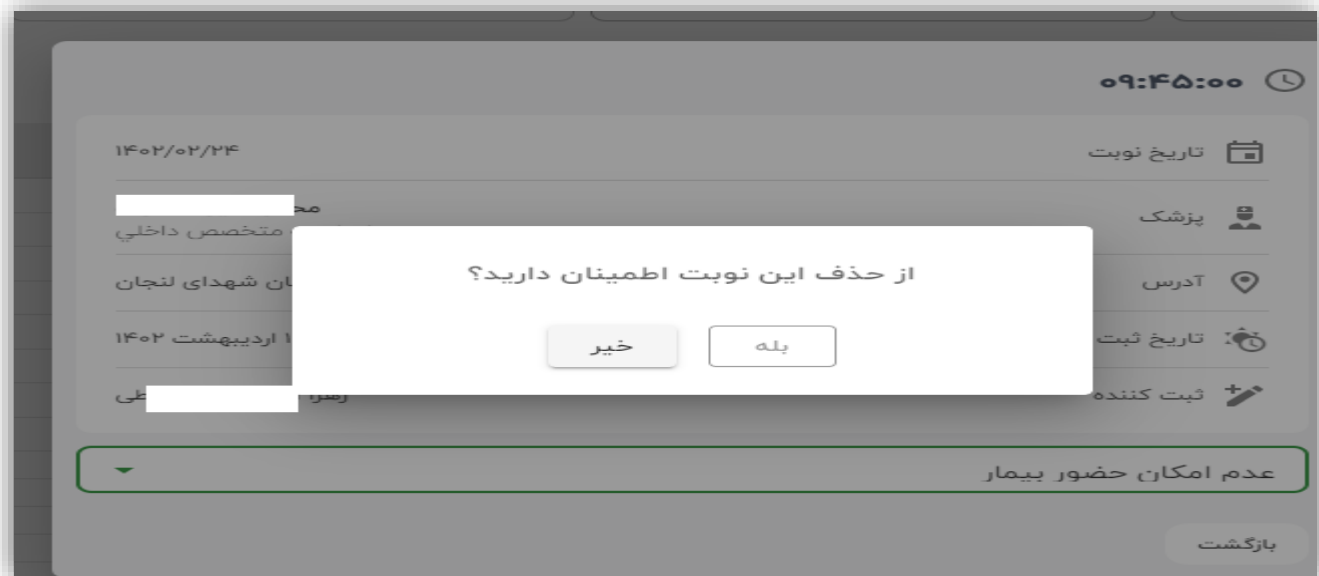 ۰۹:۴۵:۰۰
تاریخ نوبت
۱۴۰۲/۰۲/۲۴
پزشک
متخصص داخلي
آدرس
شهدای لنجان
تاریخ ثبت
اردیبهشت ۱۴۰۲
ثبت کننده
از حذف این نوبت اطمینان دارید؟
بله
خیر
عدم امکان حضور بیمار
بازگشت